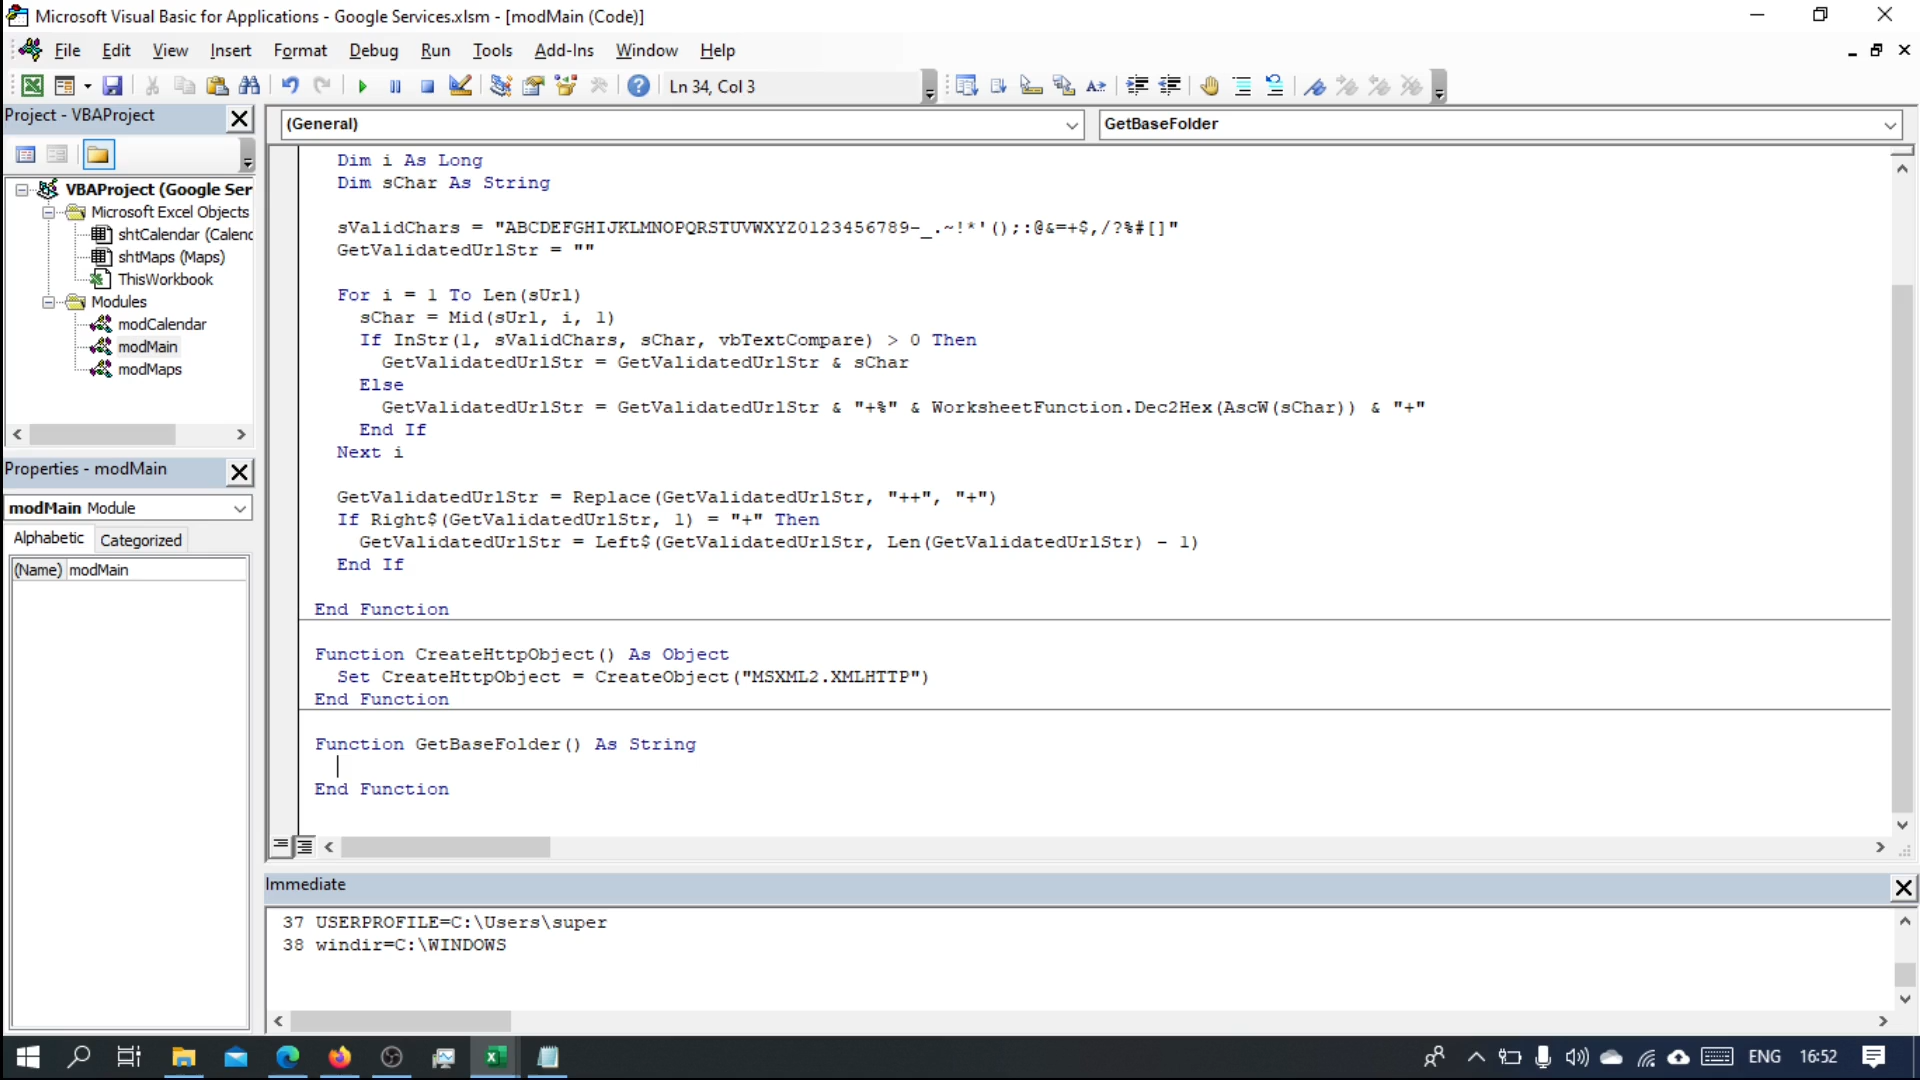 Microsoft Visual Basic for Applications - Google Services.xlsm - [modMain (Code)]
File Edit View Insert Format Debug Run Tools Add-Ins Window Help
Ln 34, Col 3
Project - VBAProject
(General)
GetBaseFolder
VBAProject (Google Ser
Microsoft Excel Objects
shtCalendar (Calenc
shtMaps (Maps)
ThisWorkbook
Modules
modCalendar
modMain
modMaps
Properties - modMain
modMain Module
Alphabetic Categorized
(Name) modMain
Dim i As Long
Dim sChar As String
sValidChars = "ABCDEFGHIJKLMNOPQRSTUVWXYZ0123456789-_.~!*'();:@&=+$,/?%#[]"
GetValidatedUrlStr = ""
For i = 1 To Len(sUrl)
sChar = Mid(sUrl, i, 1)
If InStr(1, sValidChars, sChar, vbTextCompare) > 0 Then
GetValidatedUrlStr = GetValidatedUrlStr & sChar
Else
GetValidatedUrlStr = GetValidatedUrlStr & "+%" & WorksheetFunction.Dec2Hex(AscW(sChar)) & "+"
End If
Next i
GetValidatedUrlStr = Replace(GetValidatedUrlStr, "++", "+")
If Right$(GetValidatedUrlStr, 1) = "+" Then
GetValidatedUrlStr = Left$(GetValidatedUrlStr, Len(GetValidatedUrlStr) - 1)
End If
End Function
Function CreateHttpObject() As Object
Set CreateHttpObject = CreateObject("MSXML2.XMLHTTP")
End Function
Function GetBaseFolder() As String
End Function
Immediate
37 USERPROFILE=C:\Users\super
38 windir=C:\WINDOWS
ENG 16:52